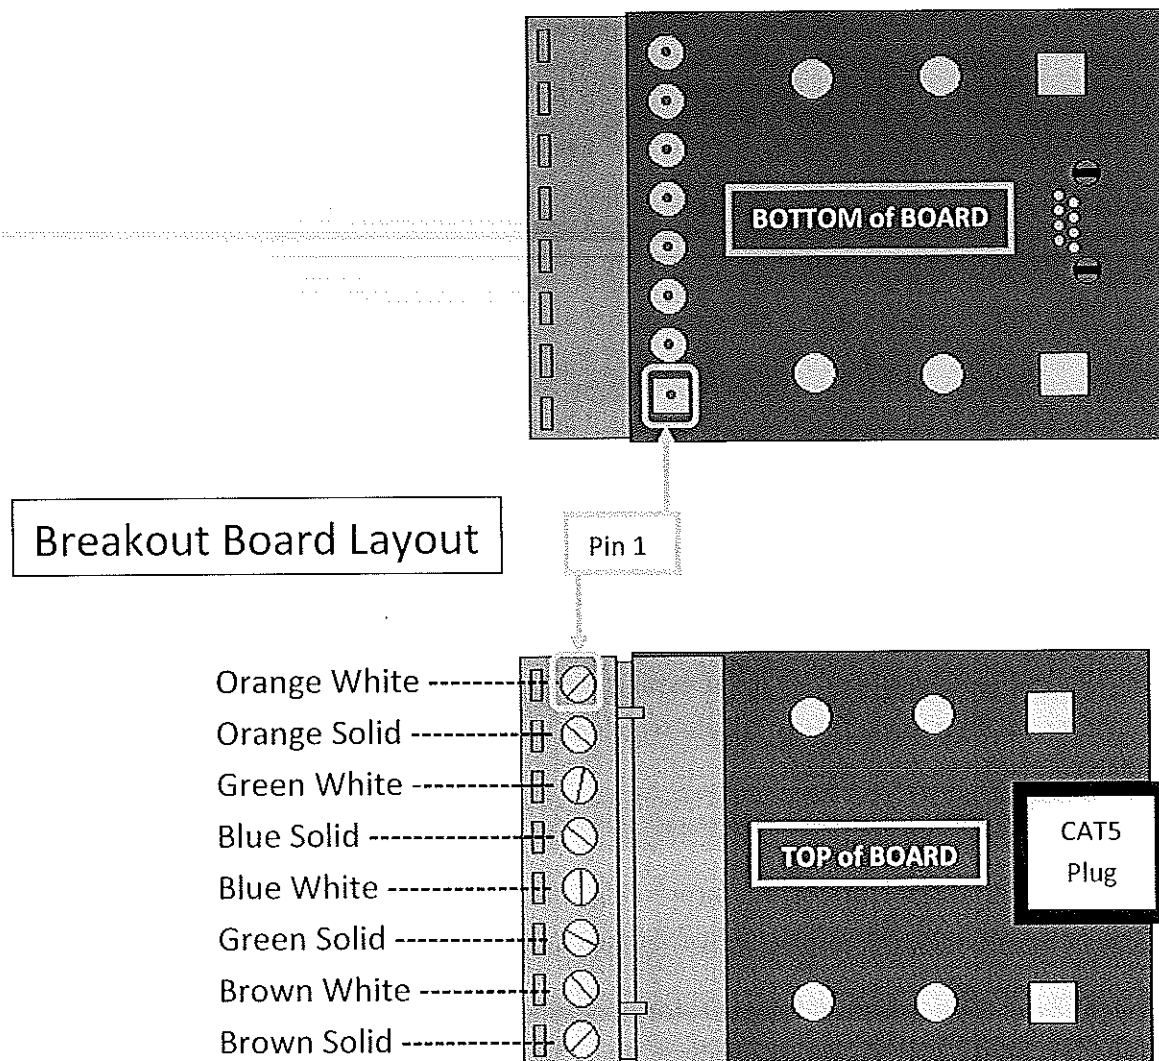 BOTTOM of BOARD
Breakout Board Layout
Pin 1
Orange White
Orange Solid
Green White
Blue Solid
Blue White
Green Solid
Brown White
Brown Solid
TOP of BOARD
CAT5
Plug